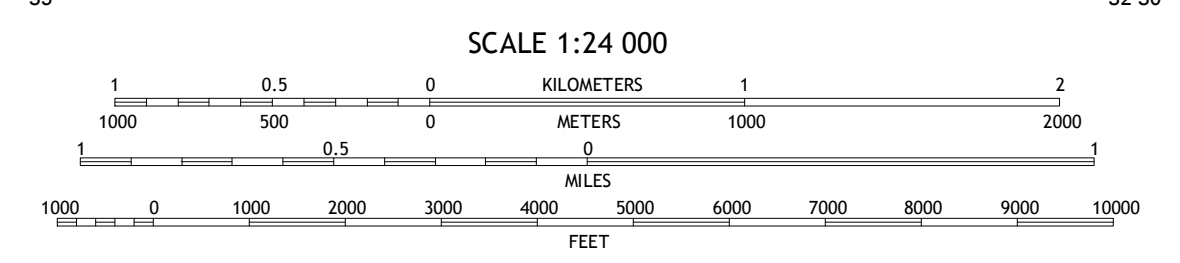 SCALE 1:24 000
1 0.5 0 KILOMETERS 1 2
1000 500 0 METERS 1000 2000
1 0.5 0 1
MILES
1000 0 1000 2000 3000 4000 5000 6000 7000 8000 9000 10000
FEET